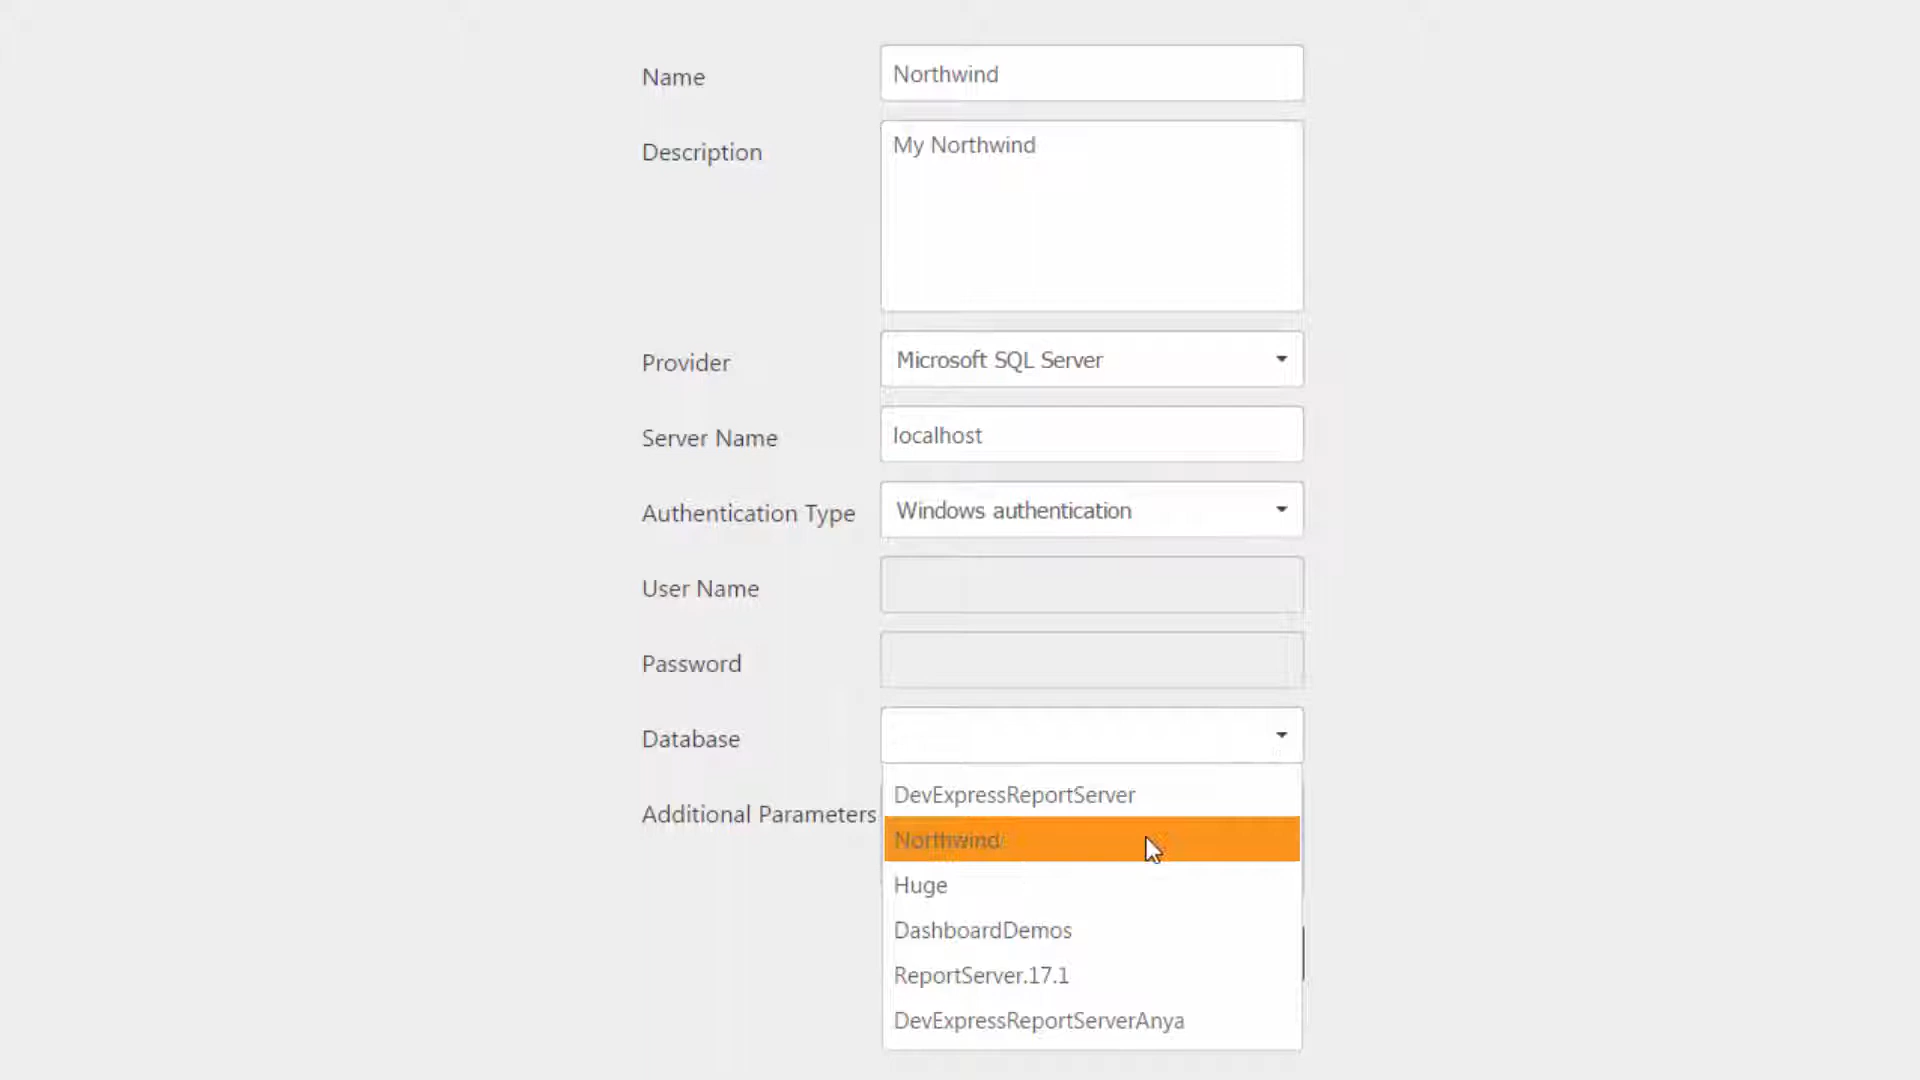 Name
Northwind
Description
My Northwind
Provider
Microsoft SQL Server
Server Name
localhost
Authentication Type
Windows authentication
User Name
Password
Database
DevExpressReportServer
Additional Parameters
Northwind
Huge
DashboardDemos
ReportServer.17.1
DevExpressReportServerAnya